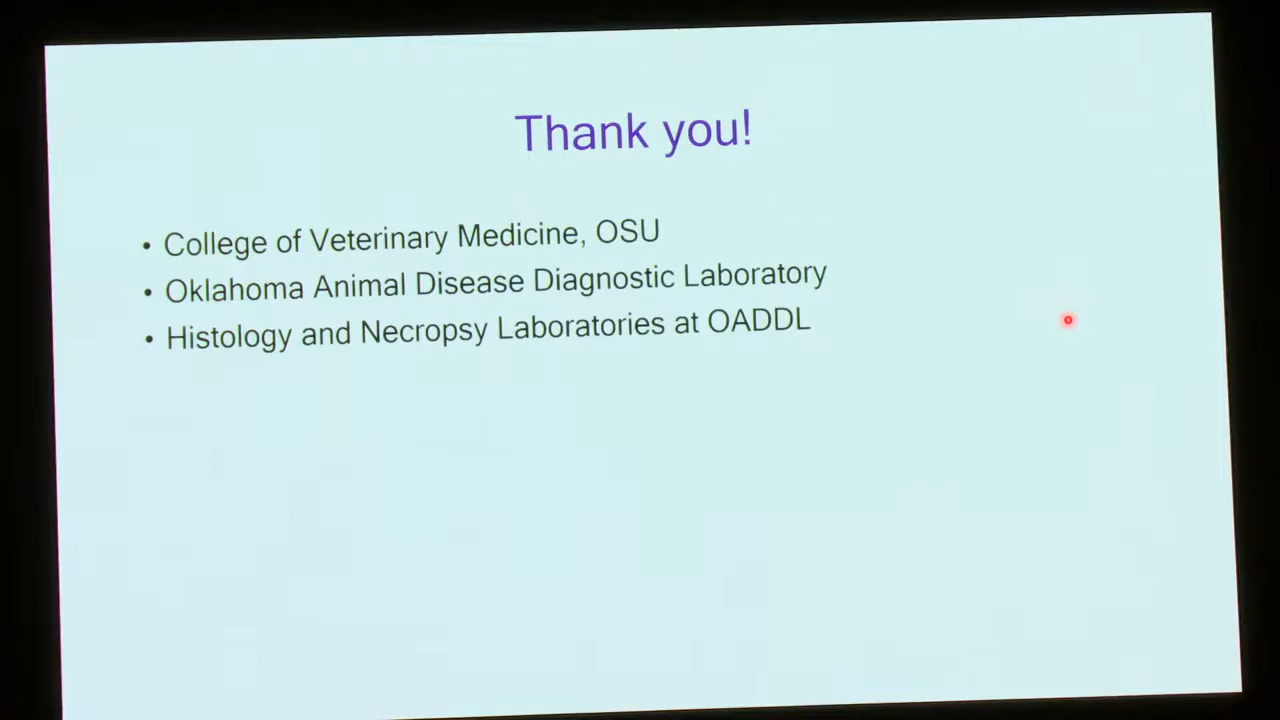 Thank you!
• College of Veterinary Medicine, OSU
• Oklahoma Animal Disease Diagnostic Laboratory
• Histology and Necropsy Laboratories at OADDL